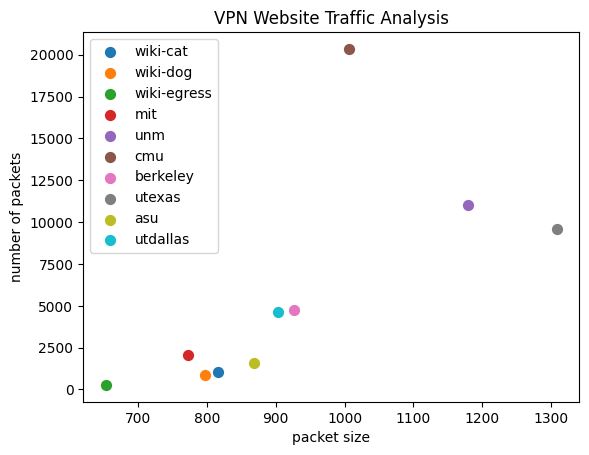 VPN Website Traffic Analysis
number of packets
20000
17500
15000
12500
10000
7500
5000
2500
0
wiki-cat
wiki-dog
wiki-egress
mit
unm
cmu
berkeley
utexas
asu
utdallas
700 800 900 1000 1100 1200 1300
packet size